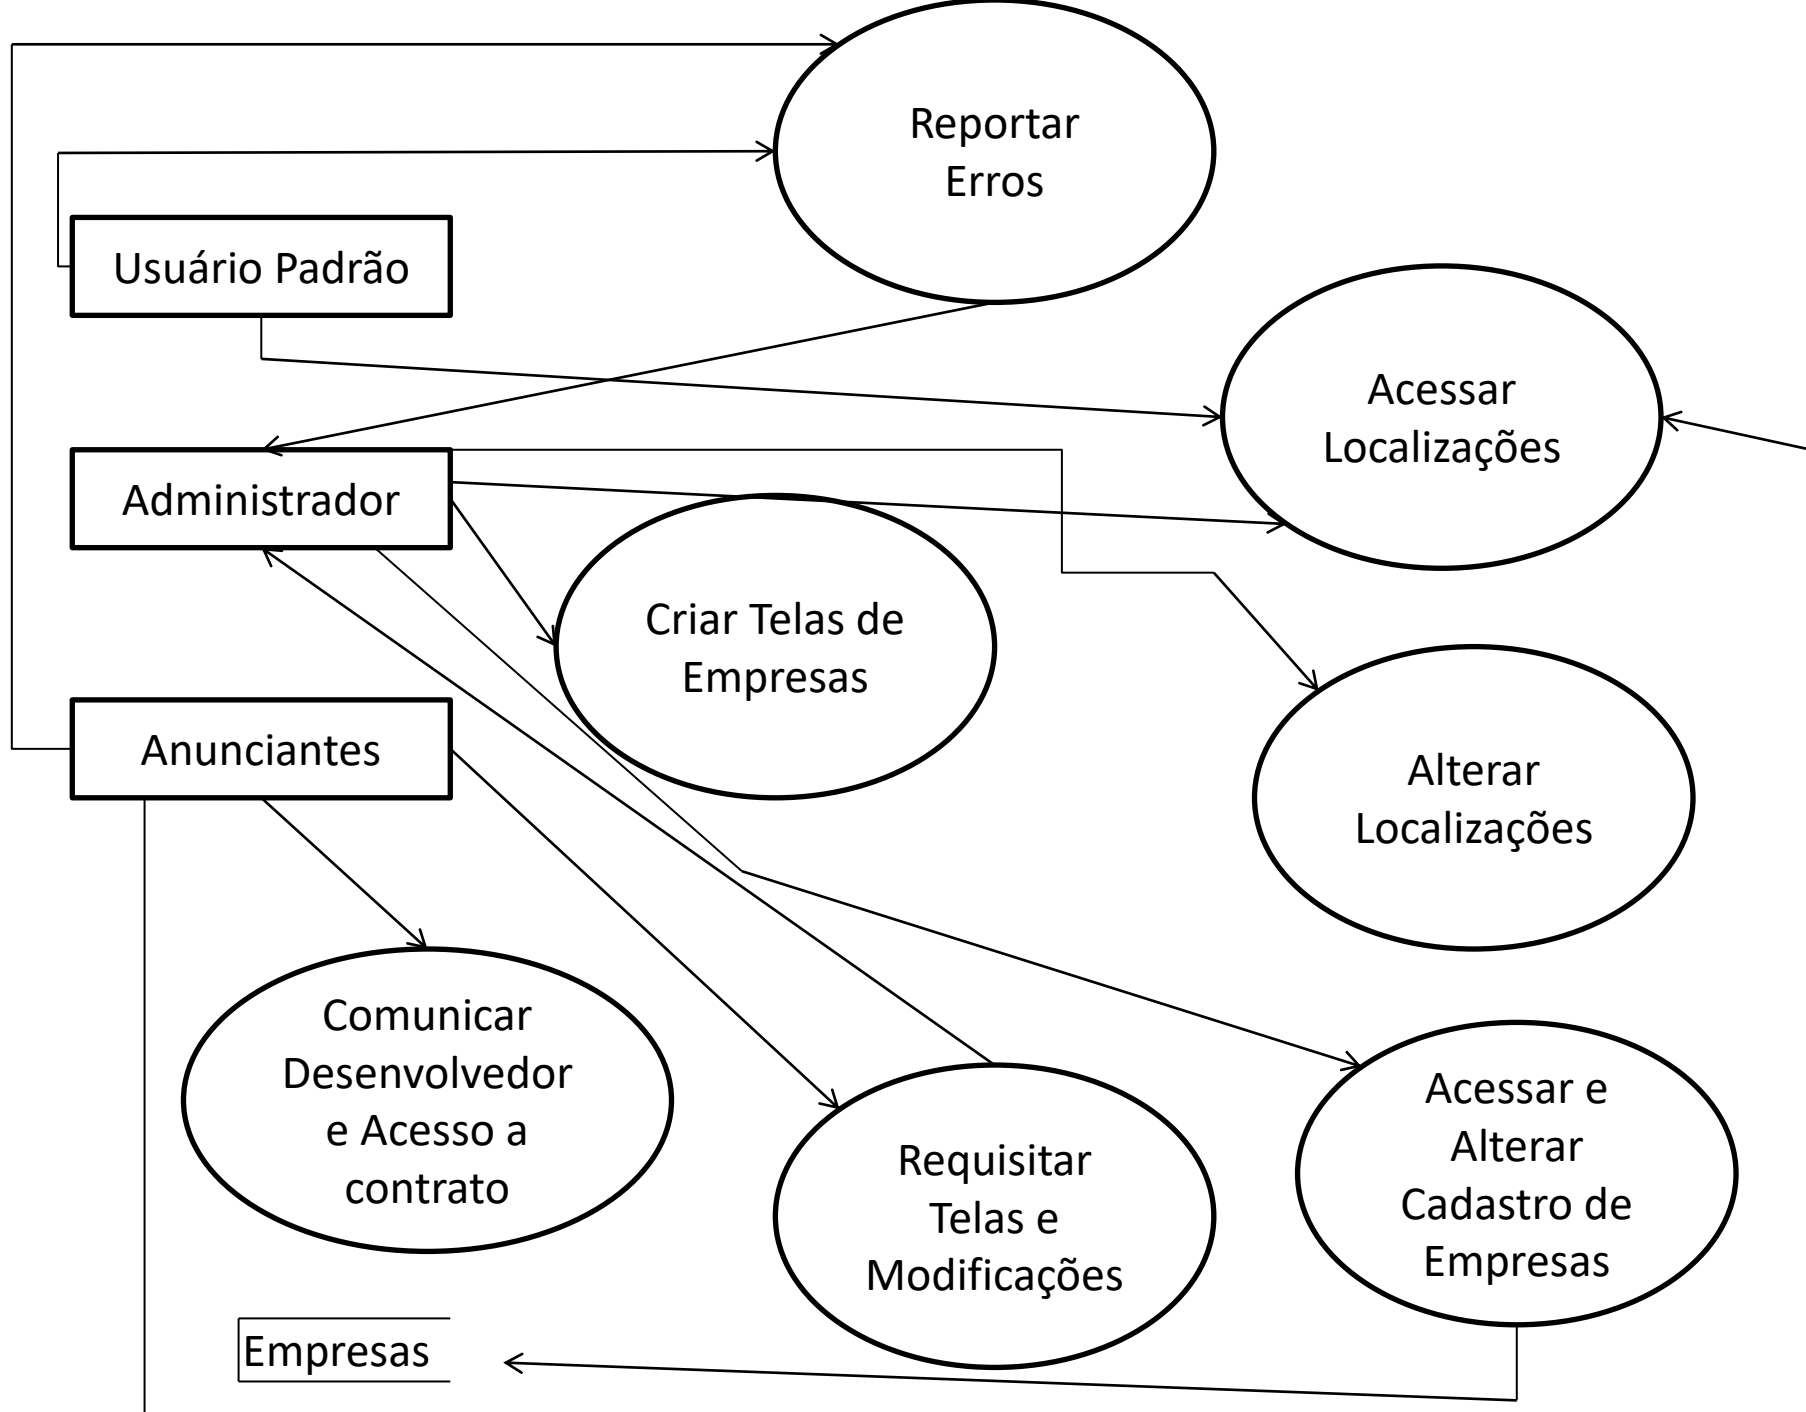 Reportar
Erros
Usuário Padrão
Acessar
Localizações
Administrador
Criar Telas de
Empresas
Anunciantes
Alterar
Localizações
Comunicar
Desenvolvedor
e Acesso a
contrato
Requisitar
Telas e
Modificações
Acessar e
Alterar
Cadastro de
Empresas
Empresas